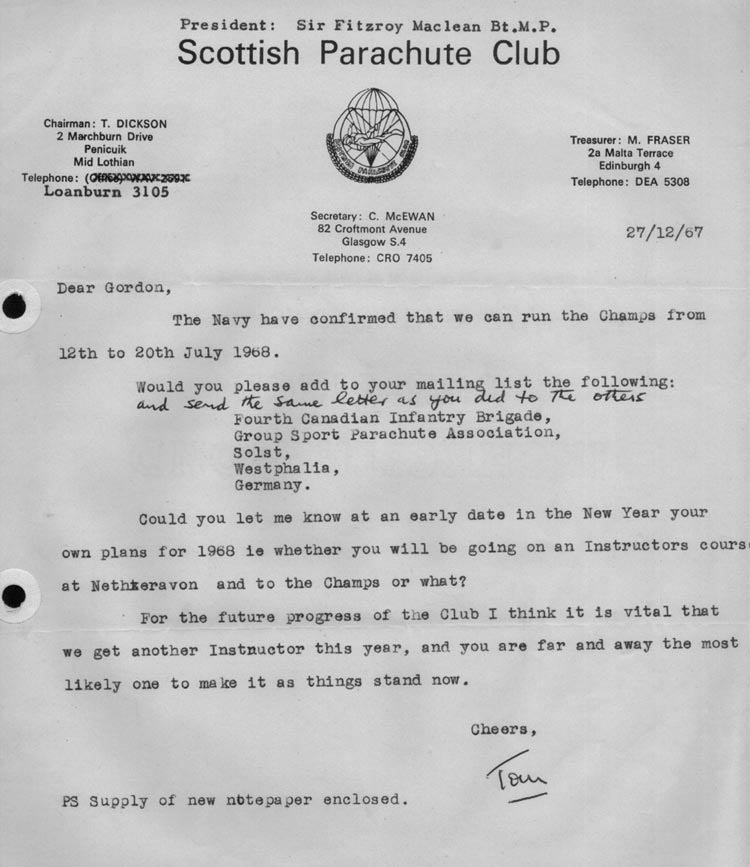 President: Sir Fitzroy Maclean Bt.M.P.
Scottish Parachute Club
Chairman: T. DICKSON
2 Marchburn Drive
Penicuik
Mid Lothian
Telephone:
Loanburn 3105
SCOTTISH PARACHUTE CLUB
Treasurer: M. FRASER
2a Malta Terrace
Edinburgh 4
Telephone: DEA 5308
Secretary: C. McEWAN
82 Croftmont Avenue
Glasgow S.4
Telephone: CRO 7405
27/12/67
Dear Gordon,
The Navy have confirmed that we can run the Champs from
12th to 20th July 1968.
Would you please add to your mailing list the following:
and send the same letter as you did to the others
Fourth Canadian Infantry Brigade,
Group Sport Parachute Association,
Solst,
Westphalia,
Germany.
Could you let me know at an early date in the New Year your
own plans for 1968 ie whether you will be going on an Instructors cours
at Netheravon and to the Champs or what?
For the future progress of the Club I think it is vital that
we get another Instructor this year, and you are far and away the most
likely one to make it as things stand now.
Cheers,
Tom
PS Supply of new notepaper enclosed.